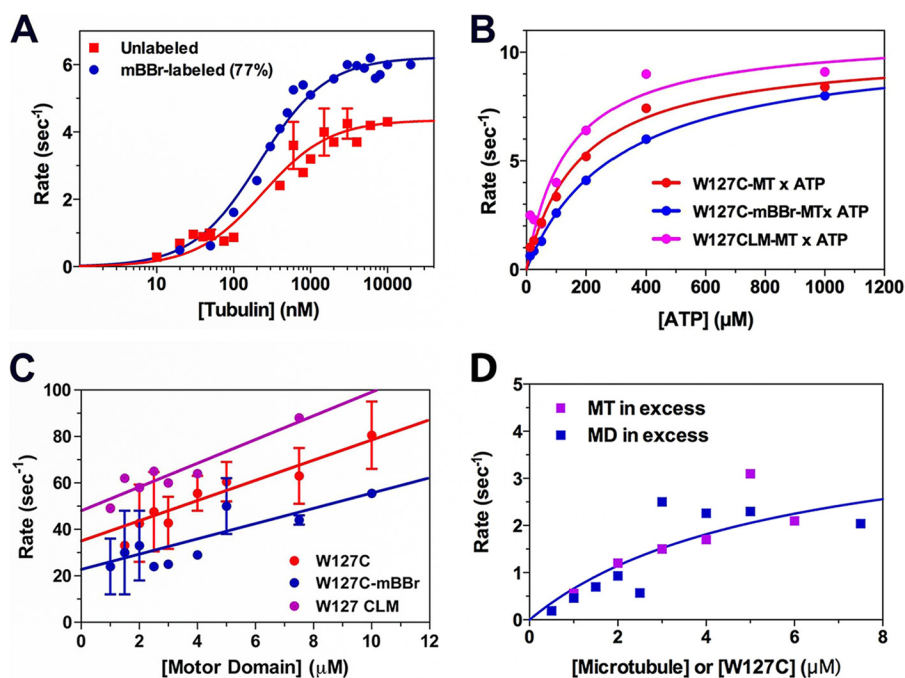 A
Unlabeled
mBBr-labeled (77%)
8
6
4
2
0
Rate (sec-1)
10
100
1000
10000
[Tubulin] (nM)
B
10
5
0
Rate (sec-1)
W127C-MT x ATP
W127C-mBBr-MTx ATP
W127CLM-MT x ATP
0
200
400
600
800
1000
1200
[ATP] (µM)
C
100
80
60
40
20
0
Rate (sec-1)
W127C
W127C-mBBr
W127 CLM
0
2
4
6
8
10
12
[Motor Domain] (µM)
D
MT in excess
MD in excess
5
4
3
2
1
0
Rate (sec-1)
0
2
4
6
8
[Microtubule] or [W127C] (µM)